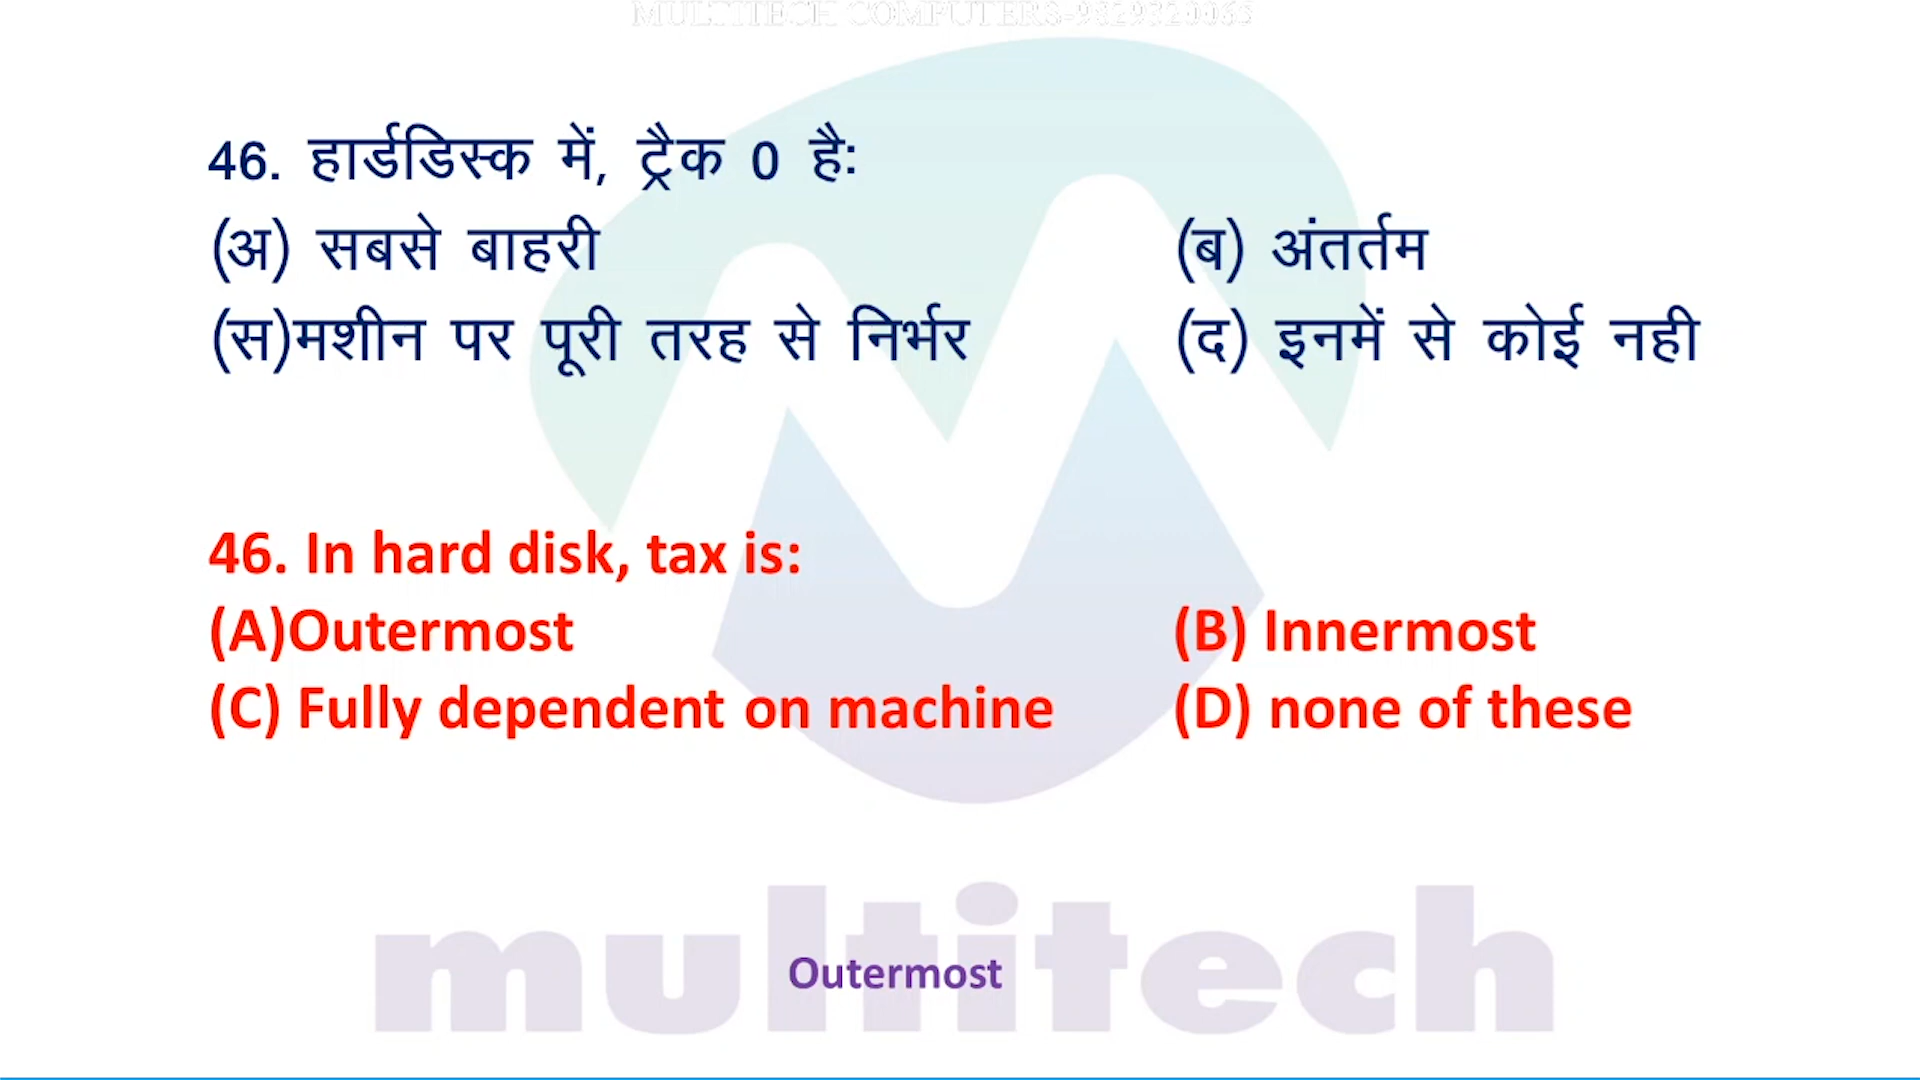 MULTITECH COMPUTERS-9829320065
46. हार्डडिस्क में, ट्रैक 0 है:
(अ) सबसे बाहरी (ब) अंतर्तम
(स)मशीन पर पूरी तरह से निर्भर (द) इनमें से कोई नही
46. In hard disk, tax is:
(A)Outermost (B) Innermost
(C) Fully dependent on machine (D) none of these
multitech
Outermost